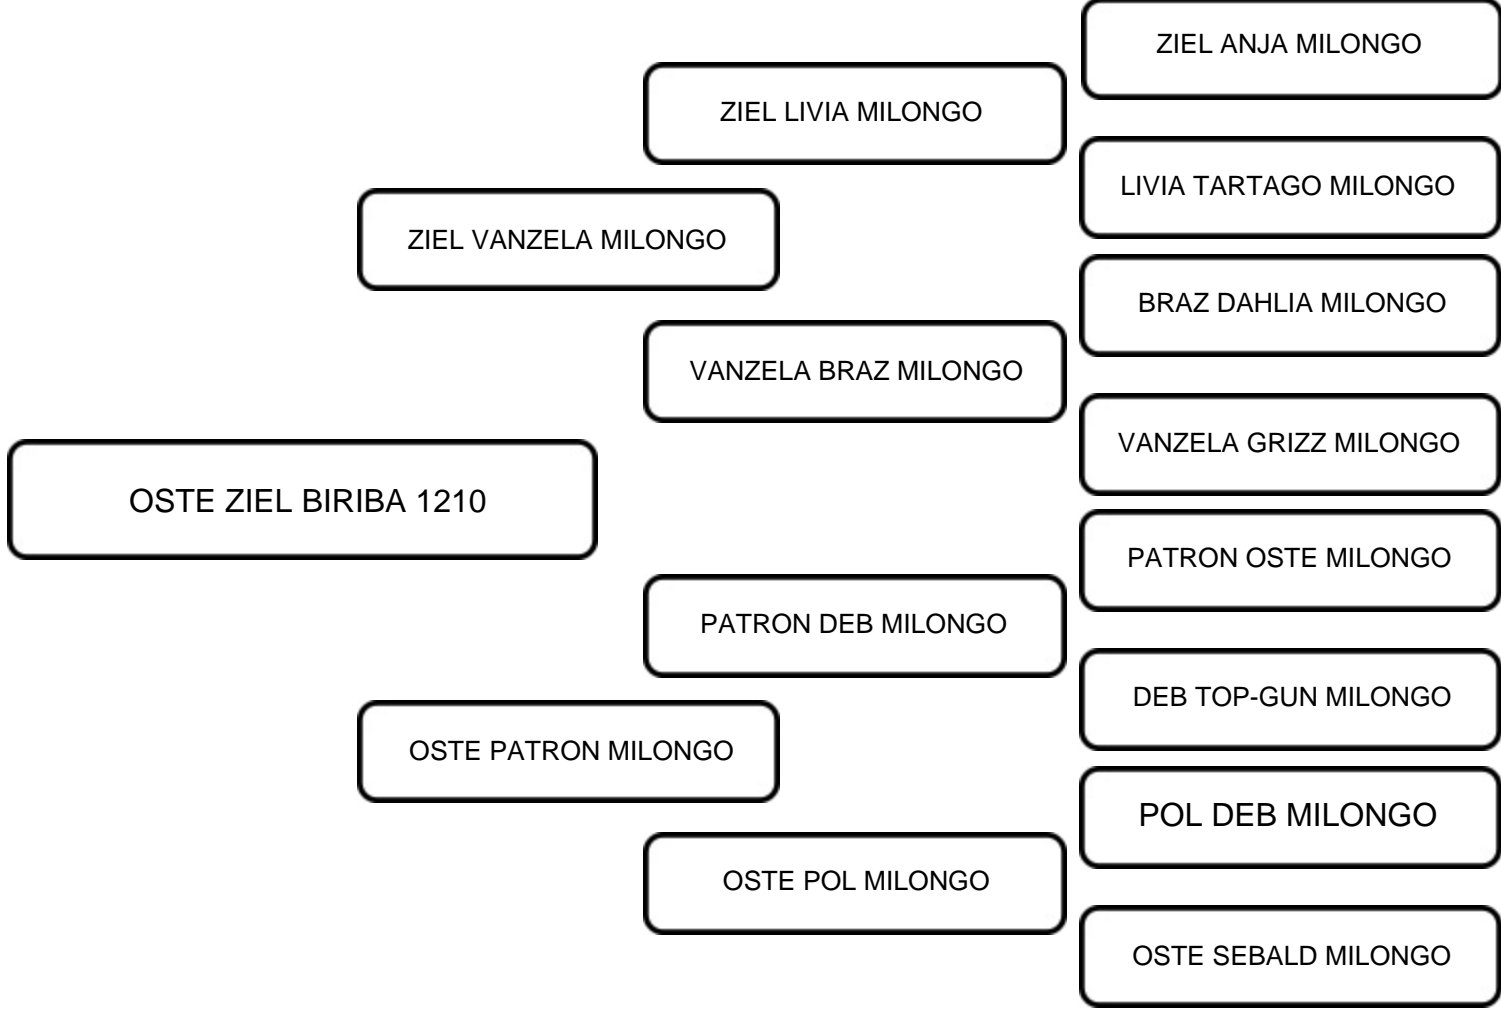 ZIEL ANJA MILONGO
ZIEL LIVIA MILONGO
LIVIA TARTAGO MILONGO
ZIEL VANZELA MILONGO
BRAZ DAHLIA MILONGO
VANZELA BRAZ MILONGO
VANZELA GRIZZ MILONGO
OSTE ZIEL BIRIBA 1210
PATRON OSTE MILONGO
PATRON DEB MILONGO
DEB TOP-GUN MILONGO
OSTE PATRON MILONGO
POL DEB MILONGO
OSTE POL MILONGO
OSTE SEBALD MILONGO